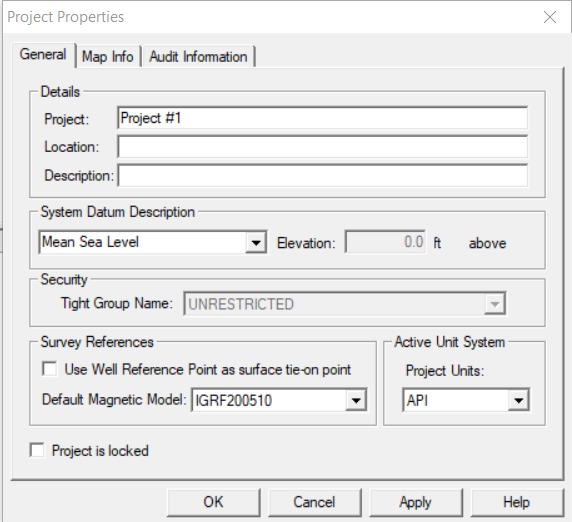 Project Properties
General Map Info Audit Information
Details
Project: Project #1
Location:
Description:
System Datum Description
Mean Sea Level Elevation: 0.0 ft above
Security
Tight Group Name: UNRESTRICTED
Survey References
Use Well Reference Point as surface tie-on point
Default Magnetic Model: IGRF200510
Active Unit System
Project Units:
API
Project is locked
OK Cancel Apply Help